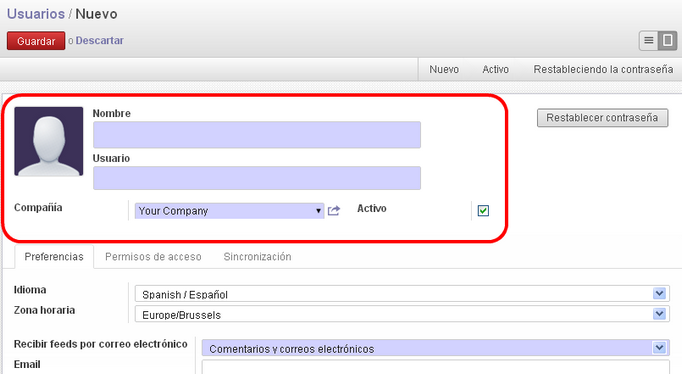 Usuarios / Nuevo
Guardar o Descartar
Nuevo Activo Restableciendo la contraseña
Nombre
Restablecer contraseña
Usuario
Compañía Your Company Activo
Preferencias Permisos de acceso Sincronización
Idioma Spanish / Español
Zona horaria Europe/Brussels
Recibir feeds por correo electrónico Comentarios y correos electrónicos
Email